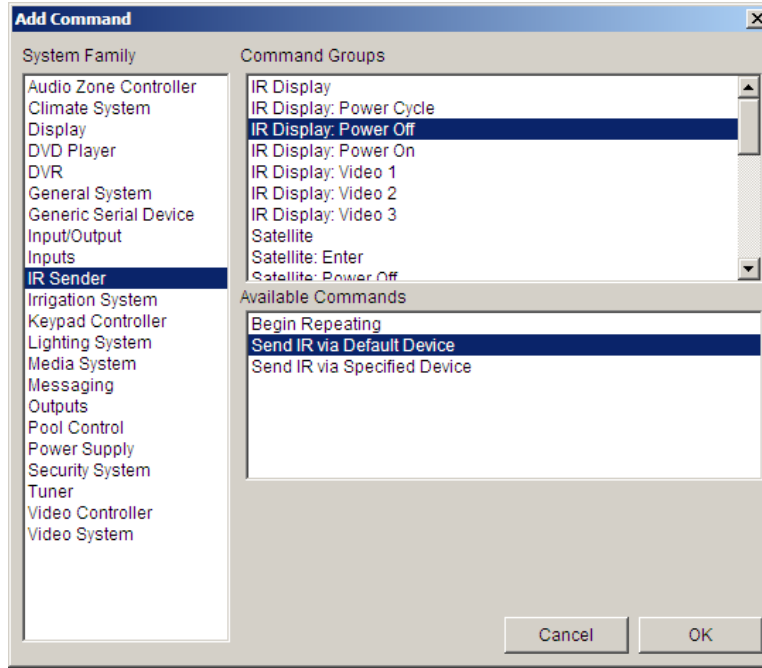 Add Command
System Family
Audio Zone Controller
Climate System
Display
DVD Player
DVR
General System
Generic Serial Device
Input/Output
Inputs
IR Sender
Irrigation System
Keypad Controller
Lighting System
Media System
Messaging
Outputs
Pool Control
Power Supply
Security System
Tuner
Video Controller
Video System
Command Groups
IR Display
IR Display: Power Cycle
IR Display: Power Off
IR Display: Power On
IR Display: Video 1
IR Display: Video 2
IR Display: Video 3
Satellite
Satellite: Enter
Satellite: Power Off
Available Commands
Begin Repeating
Send IR via Default Device
Send IR via Specified Device
Cancel
OK